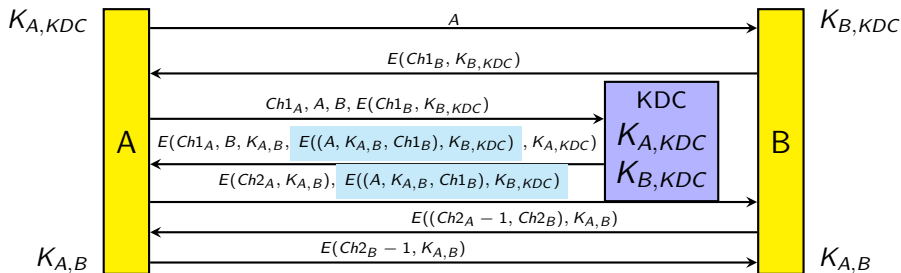 K_{A,KDC} A K_{B,KDC}
E(Ch1_B, K_{B,KDC})
Ch1_A, A, B, E(Ch1_B, K_{B,KDC})
KDC
K_{A,KDC}
K_{B,KDC}
A
B
E(Ch1_A, B, K_{A,B}, E((A, K_{A,B}, Ch1_B), K_{B,KDC}) , K_{A,KDC})
E(Ch2_A, K_{A,B}), E((A, K_{A,B}, Ch1_B), K_{B,KDC})
E((Ch2_A − 1, Ch2_B), K_{A,B})
E(Ch2_B − 1, K_{A,B})
K_{A,B} K_{A,B}